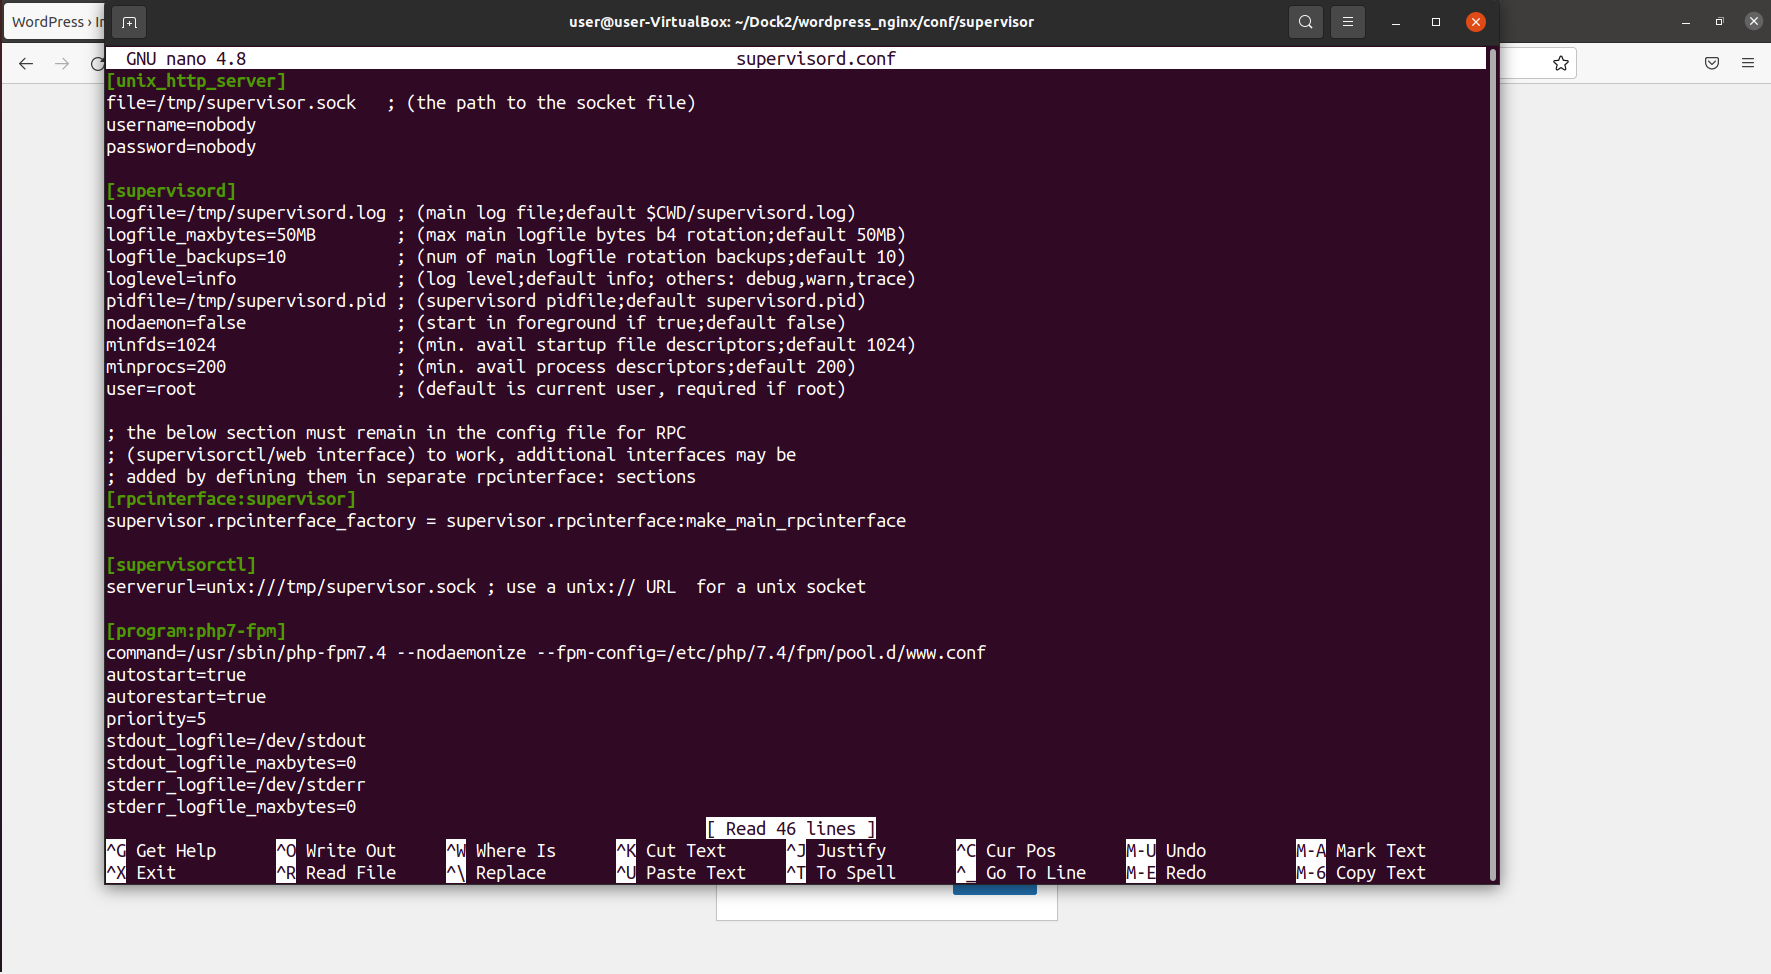 WordPress › In
user@user-VirtualBox: ~/Dock2/wordpress_nginx/conf/supervisor
GNU nano 4.8 supervisord.conf
[unix_http_server]
file=/tmp/supervisor.sock   ; (the path to the socket file)
username=nobody
password=nobody
[supervisord]
logfile=/tmp/supervisord.log ; (main log file;default $CWD/supervisord.log)
logfile_maxbytes=50MB        ; (max main logfile bytes b4 rotation;default 50MB)
logfile_backups=10           ; (num of main logfile rotation backups;default 10)
loglevel=info                ; (log level;default info; others: debug,warn,trace)
pidfile=/tmp/supervisord.pid ; (supervisord pidfile;default supervisord.pid)
nodaemon=false               ; (start in foreground if true;default false)
minfds=1024                  ; (min. avail startup file descriptors;default 1024)
minprocs=200                 ; (min. avail process descriptors;default 200)
user=root                    ; (default is current user, required if root)
; the below section must remain in the config file for RPC
; (supervisorctl/web interface) to work, additional interfaces may be
; added by defining them in separate rpcinterface: sections
[rpcinterface:supervisor]
supervisor.rpcinterface_factory = supervisor.rpcinterface:make_main_rpcinterface
[supervisorctl]
serverurl=unix:///tmp/supervisor.sock ; use a unix:// URL  for a unix socket
[program:php7-fpm]
command=/usr/sbin/php-fpm7.4 --nodaemonize --fpm-config=/etc/php/7.4/fpm/pool.d/www.conf
autostart=true
autorestart=true
priority=5
stdout_logfile=/dev/stdout
stdout_logfile_maxbytes=0
stderr_logfile=/dev/stderr
stderr_logfile_maxbytes=0
[ Read 46 lines ]
^G Get Help ^O Write Out ^W Where Is ^K Cut Text ^J Justify ^C Cur Pos M-U Undo M-A Mark Text
^X Exit ^R Read File ^\ Replace ^U Paste Text ^T To Spell ^_ Go To Line M-E Redo M-6 Copy Text